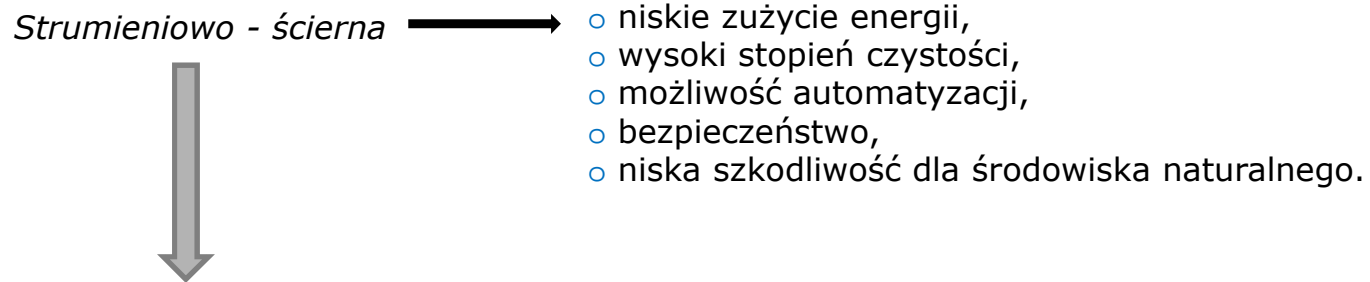 Strumieniowo - ścierna
o niskie zużycie energii,
o wysoki stopień czystości,
o możliwość automatyzacji,
o bezpieczeństwo,
o niska szkodliwość dla środowiska naturalnego.